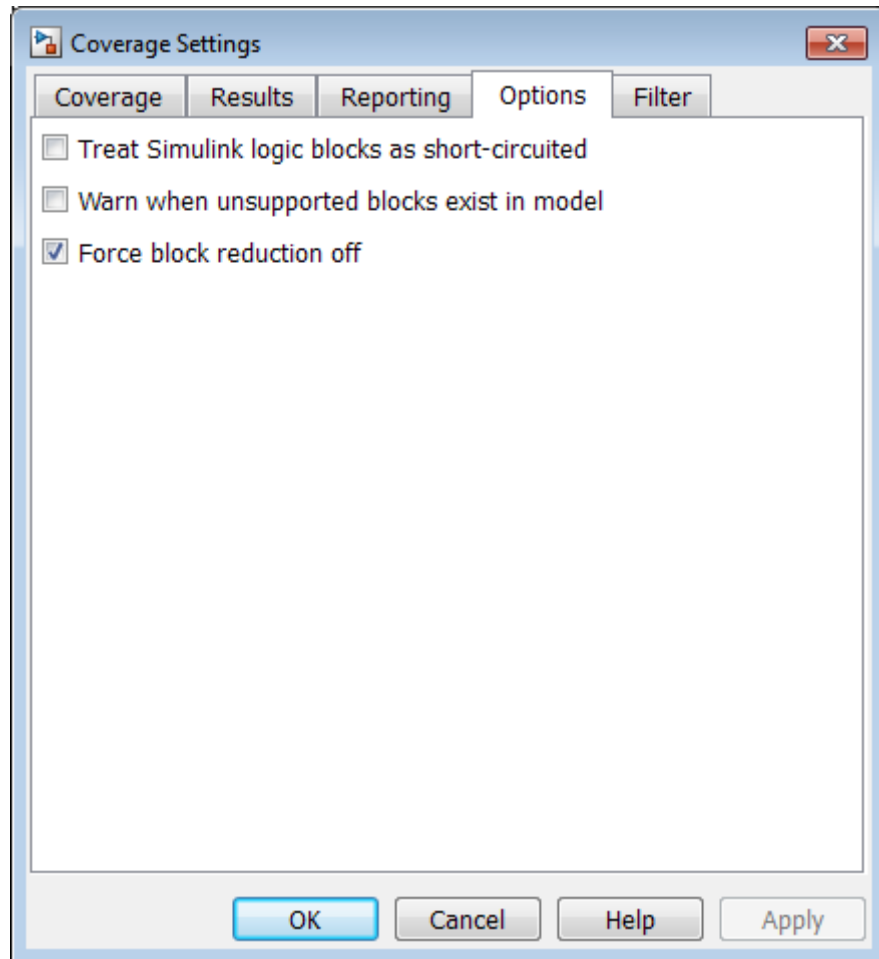 Coverage Settings
Coverage Results Reporting Options Filter
Treat Simulink logic blocks as short-circuited
Warn when unsupported blocks exist in model
Force block reduction off
OK Cancel Help Apply